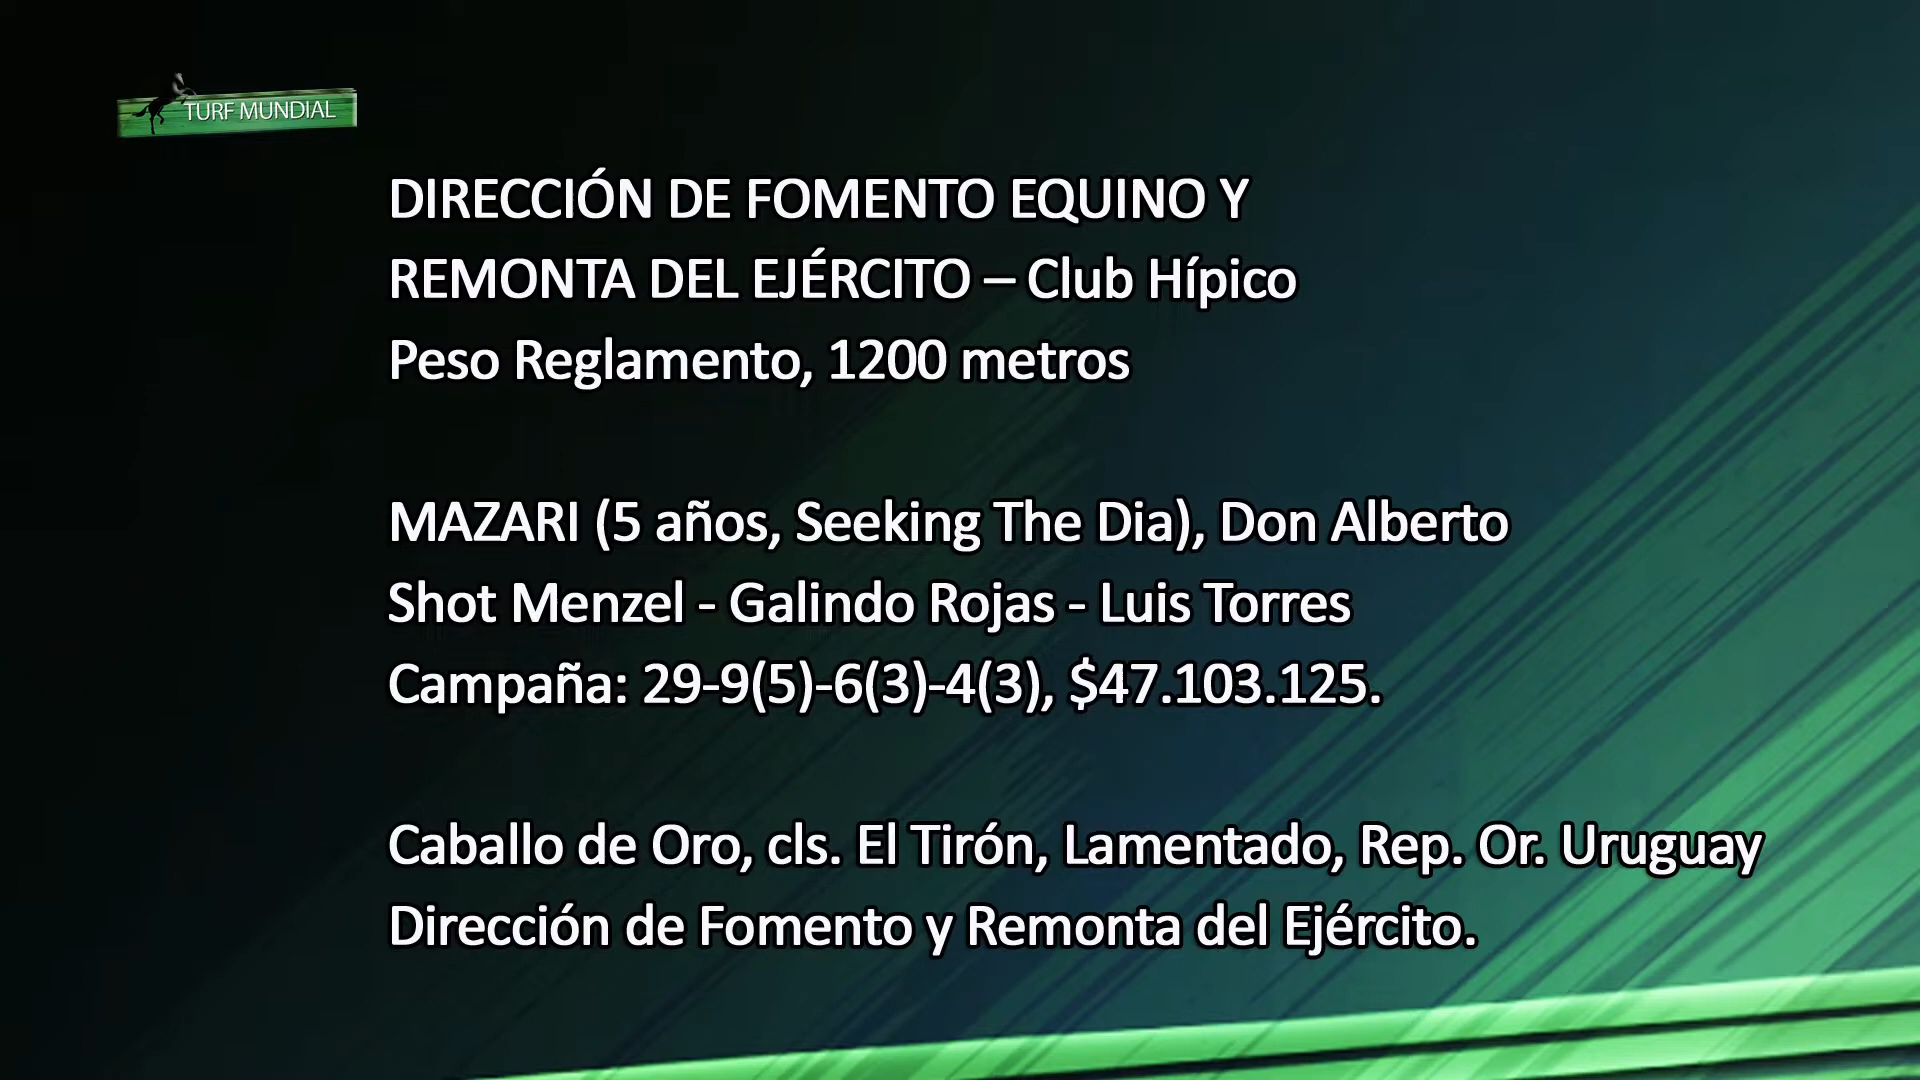 TURF MUNDIAL
DIRECCIÓN DE FOMENTO EQUINO Y
REMONTA DEL EJÉRCITO – Club Hípico
Peso Reglamento, 1200 metros
MAZARI (5 años, Seeking The Dia), Don Alberto
Shot Menzel - Galindo Rojas - Luis Torres
Campaña: 29-9(5)-6(3)-4(3), $47.103.125.
Caballo de Oro, cls. El Tirón, Lamentado, Rep. Or. Uruguay
Dirección de Fomento y Remonta del Ejército.